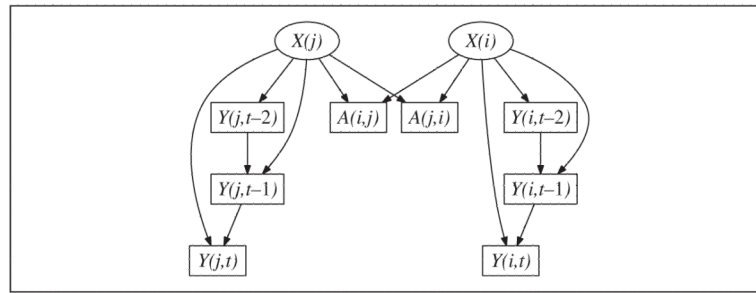 X(j) X(i)
Y(j,t–2) A(i,j) A(j,i) Y(i,t–2)
Y(j,t–1) Y(i,t–1)
Y(j,t) Y(i,t)